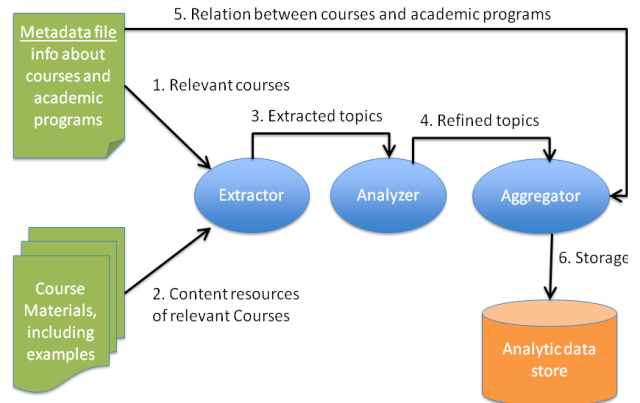 5. Relation between courses and academic programs
Metadata file
info about
courses and
academic
programs
1. Relevant courses
3. Extracted topics
4. Refined topics
Extractor
Analyzer
Aggregator
6. Storage
Course
Materials,
including
examples
2. Content resources
of relevant Courses
Analytic data
store